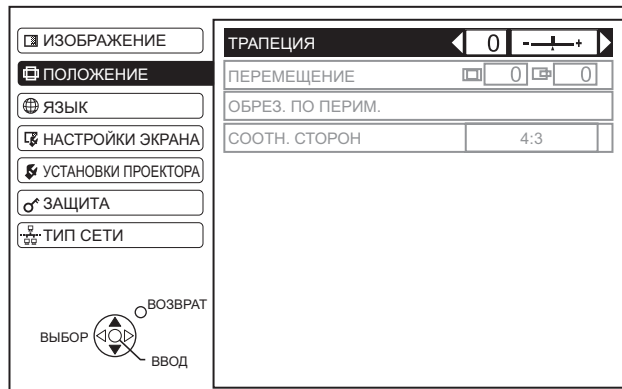 ИЗОБРАЖЕНИЕ
ПОЛОЖЕНИЕ
ЯЗЫК
НАСТРОЙКИ ЭКРАНА
УСТАНОВКИ ПРОЕКТОРА
ЗАЩИТА
ТИП СЕТИ
ВОЗВРАТ
ВЫБОР
ВВОД
ТРАПЕЦИЯ 0 - +
ПЕРЕМЕЩЕНИЕ 0 0
ОБРЕЗ. ПО ПЕРИМ.
СООТН. СТОРОН 4:3